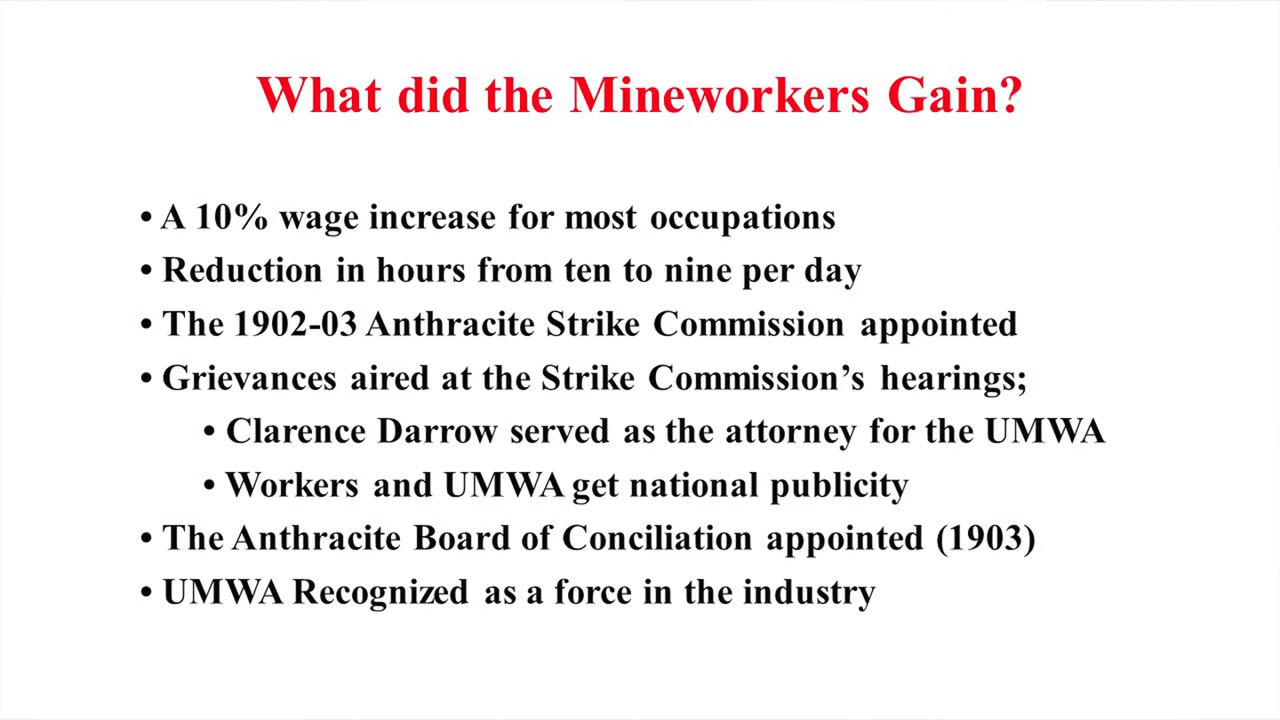 What did the Mineworkers Gain?
• A 10% wage increase for most occupations
• Reduction in hours from ten to nine per day
• The 1902-03 Anthracite Strike Commission appointed
• Grievances aired at the Strike Commission’s hearings;
• Clarence Darrow served as the attorney for the UMWA
• Workers and UMWA get national publicity
• The Anthracite Board of Conciliation appointed (1903)
• UMWA Recognized as a force in the industry